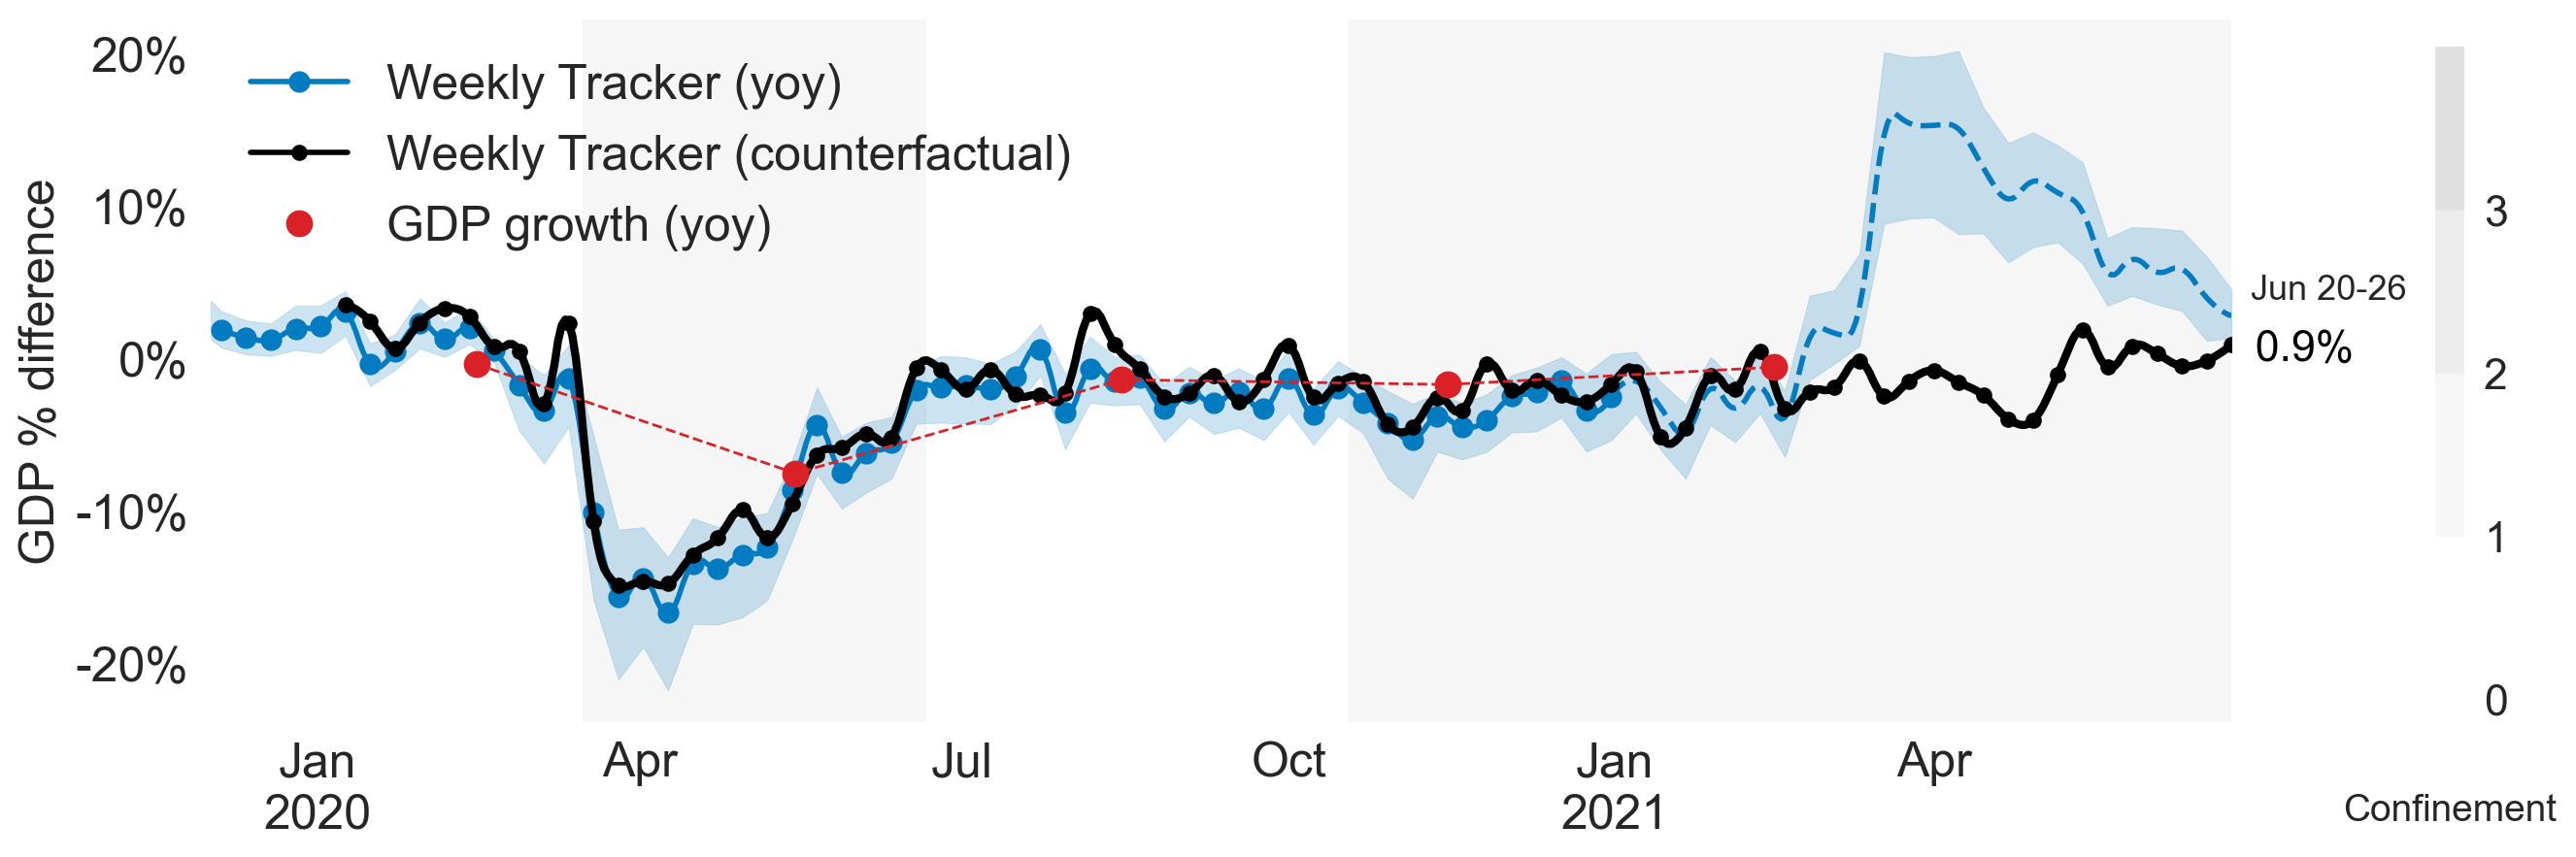 20%
10%
0%
-10%
-20%
GDP % difference
Weekly Tracker (yoy)
Weekly Tracker (counterfactual)
GDP growth (yoy)
Jun 20-26
0.9%
3
2
1
0
Jan
2020
Apr
Jul
Oct
Jan
2021
Apr
Confinement